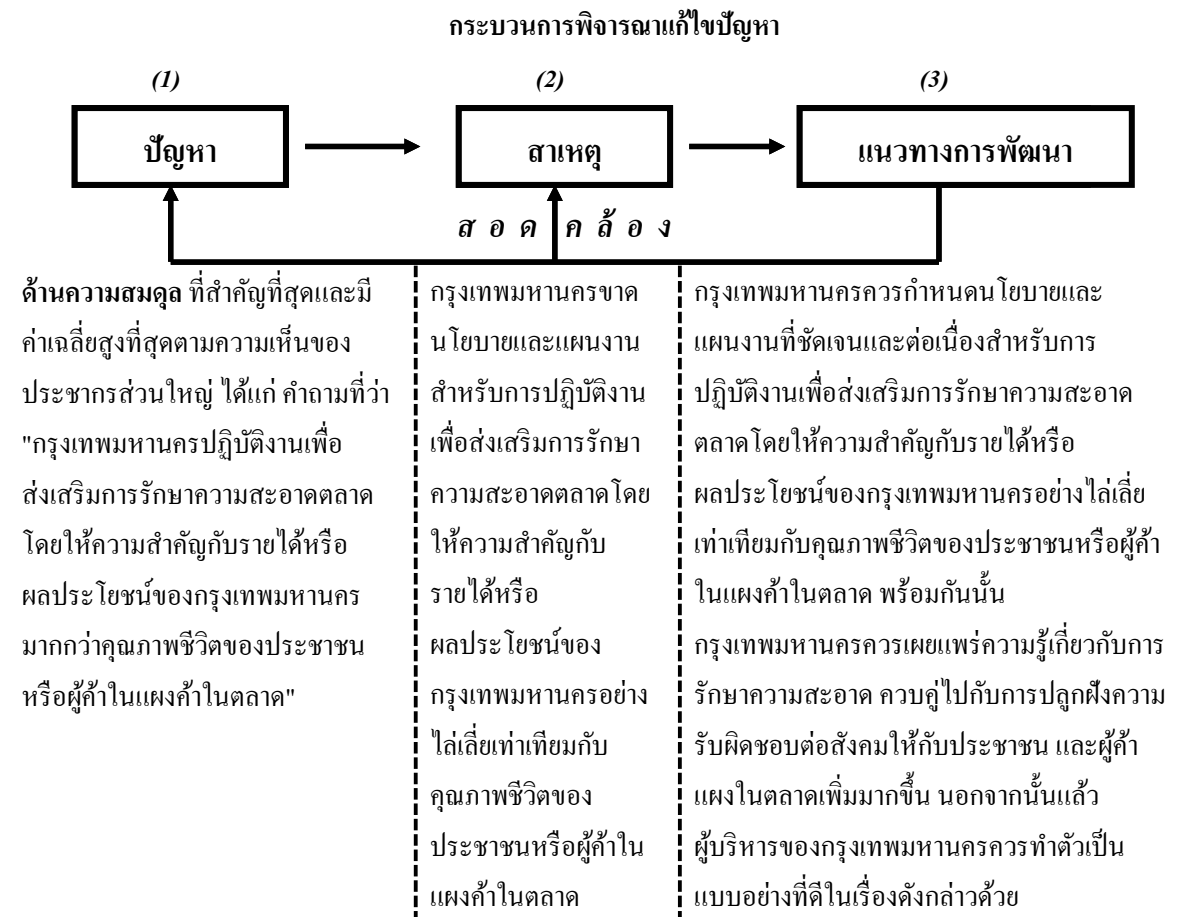 กระบวนการพิจารณาแก้ไขปัญหา
(1)
(2)
(3)
ปัญหา
สาเหตุ
แนวทางการพัฒนา
ส อ ด ค ล้ อ ง
ด้านความสมดุล ที่สำคัญที่สุดและมี
ค่าเฉลี่ยสูงที่สุดตามความเห็นของ
ประชากรส่วนใหญ่ ได้แก่ คำถามที่ว่า
"กรุงเทพมหานครปฏิบัติงานเพื่อ
ส่งเสริมการรักษาความสะอาดตลาด
โดยให้ความสำคัญกับรายได้หรือ
ผลประโยชน์ของกรุงเทพมหานคร
มากกว่าคุณภาพชีวิตของประชาชน
หรือผู้ค้าในแผงค้าในตลาด"
กรุงเทพมหานครขาด
นโยบายและแผนงาน
สำหรับการปฏิบัติงาน
เพื่อส่งเสริมการรักษา
ความสะอาดตลาดโดย
ให้ความสำคัญกับ
รายได้หรือ
ผลประโยชน์ของ
กรุงเทพมหานครอย่าง
ไล่เลี่ยเท่าเทียมกับ
คุณภาพชีวิตของ
ประชาชนหรือผู้ค้าใน
แผงค้าในตลาด
กรุงเทพมหานครควรกำหนดนโยบายและ
แผนงานที่ชัดเจนและต่อเนื่องสำหรับการ
ปฏิบัติงานเพื่อส่งเสริมการรักษาความสะอาด
ตลาดโดยให้ความสำคัญกับรายได้หรือ
ผลประโยชน์ของกรุงเทพมหานครอย่างไล่เลี่ย
เท่าเทียมกับคุณภาพชีวิตของประชาชนหรือผู้ค้า
ในแผงค้าในตลาด พร้อมกันนั้น
กรุงเทพมหานครควรเผยแพร่ความรู้เกี่ยวกับการ
รักษาความสะอาด ควบคู่ไปกับการปลูกฝังความ
รับผิดชอบต่อสังคมให้กับประชาชน และผู้ค้า
แผงในตลาดเพิ่มมากขึ้น นอกจากนั้นแล้ว
ผู้บริหารของกรุงเทพมหานครควรทำตัวเป็น
แบบอย่างที่ดีในเรื่องดังกล่าวด้วย